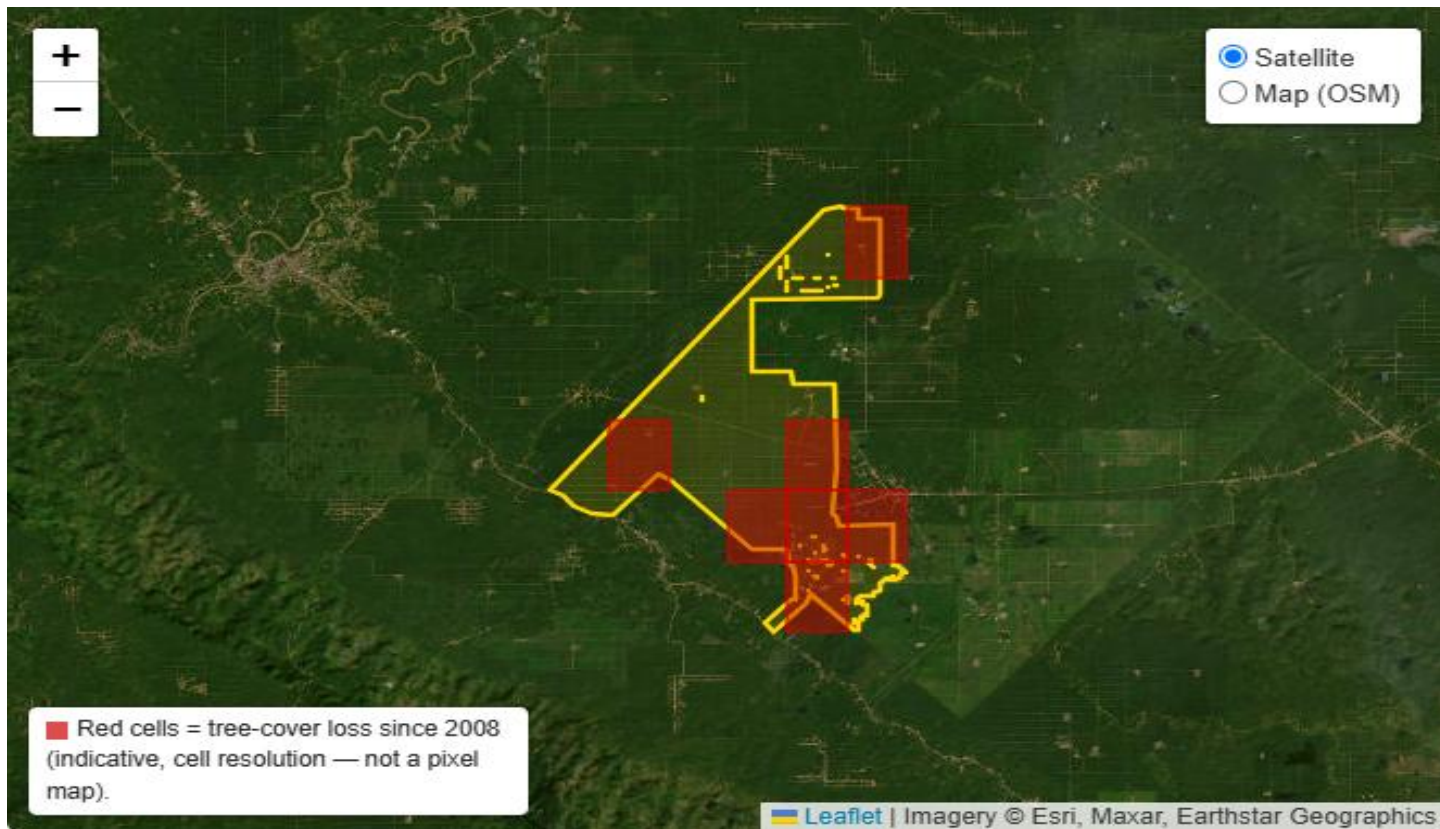 +
Satellite
Map (OSM)
−
Red cells = tree-cover loss since 2008
(indicative, cell resolution — not a pixel
map).
Leaflet | Imagery © Esri, Maxar, Earthstar Geographics